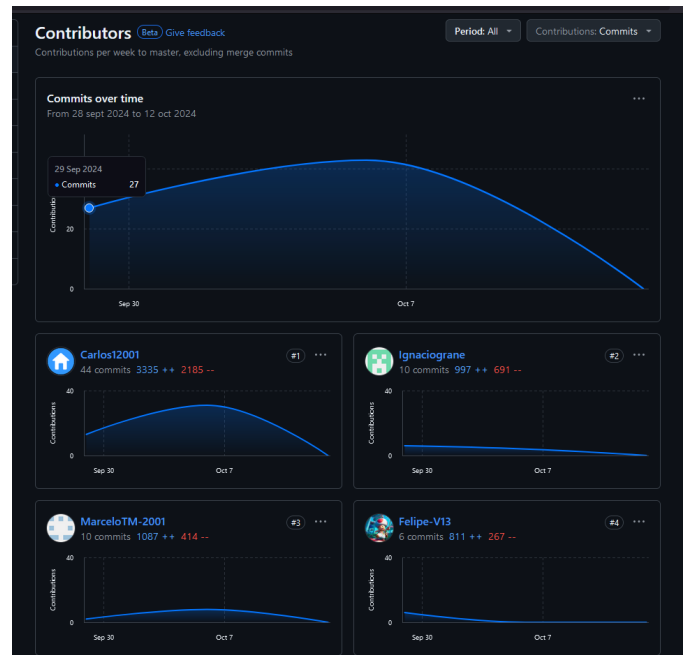 Contributors Beta Give feedback
Period: All Contributions: Commits
Contributions per week to master, excluding merge commits
Commits over time
From 28 sept 2024 to 12 oct 2024
29 Sep 2024
Commits 27
20
0
Sep 30 Oct 7
Carlos12001 #1
44 commits 3335 ++ 2185 --
40
Contributions
0
Sep 30 Oct 7
Ignaciograne #2
10 commits 997 ++ 691 --
40
Contributions
0
Sep 30 Oct 7
MarceloTM-2001 #3
10 commits 1087 ++ 414 --
40
Contributions
0
Sep 30 Oct 7
Felipe-V13 #4
6 commits 811 ++ 267 --
40
Contributions
0
Sep 30 Oct 7